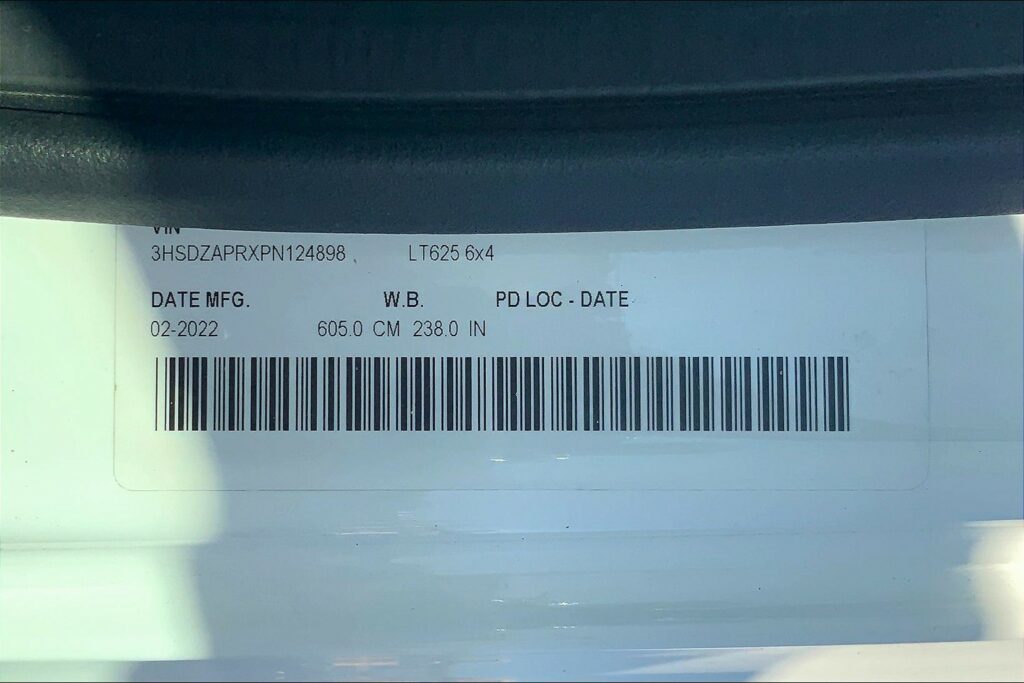 VIN
3HSDZAPRXPN124898 LT625 6x4
DATE MFG. W.B. PD LOC - DATE
02-2022 605.0 CM 238.0 IN